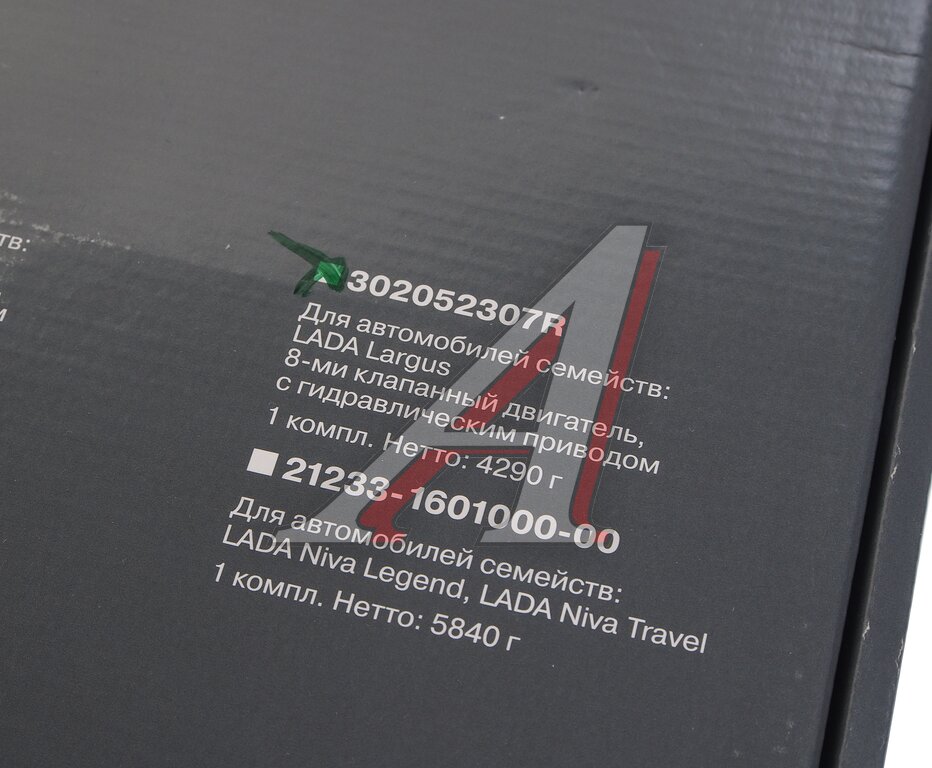 тв:
и
302052307R
Для автомобилей семейств:
LADA Largus
8-ми клапанный двигатель,
с гидравлическим приводом
1 компл. Нетто: 4290 г
21233-1601000-00
Для автомобилей семейств:
LADA Niva Legend, LADA Niva Travel
1 компл. Нетто: 5840 г